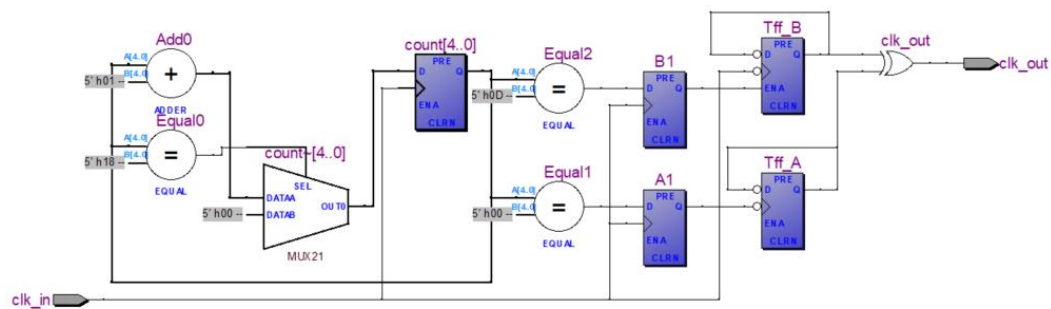 Add0
A[4..0]
B[4..0]
5' h01 --
+
ADDER
Equal0
A[4..0]
B[4..0]
5' h18 --
=
EQUAL
count~[4..0]
SEL
DATAA
DATAB
OUT0
5' h00 --
MUX21
count[4..0]
PRE
D
Q
ENA
CLRN
Equal2
A[4..0]
B[4..0]
5' h0D --
=
EQUAL
B1
PRE
D
Q
ENA
CLRN
Tff_B
PRE
D
Q
ENA
CLRN
clk_out
clk_out
Equal1
A[4..0]
B[4..0]
5' h00 --
=
EQUAL
A1
PRE
D
Q
ENA
CLRN
Tff_A
PRE
D
Q
ENA
CLRN
clk_in